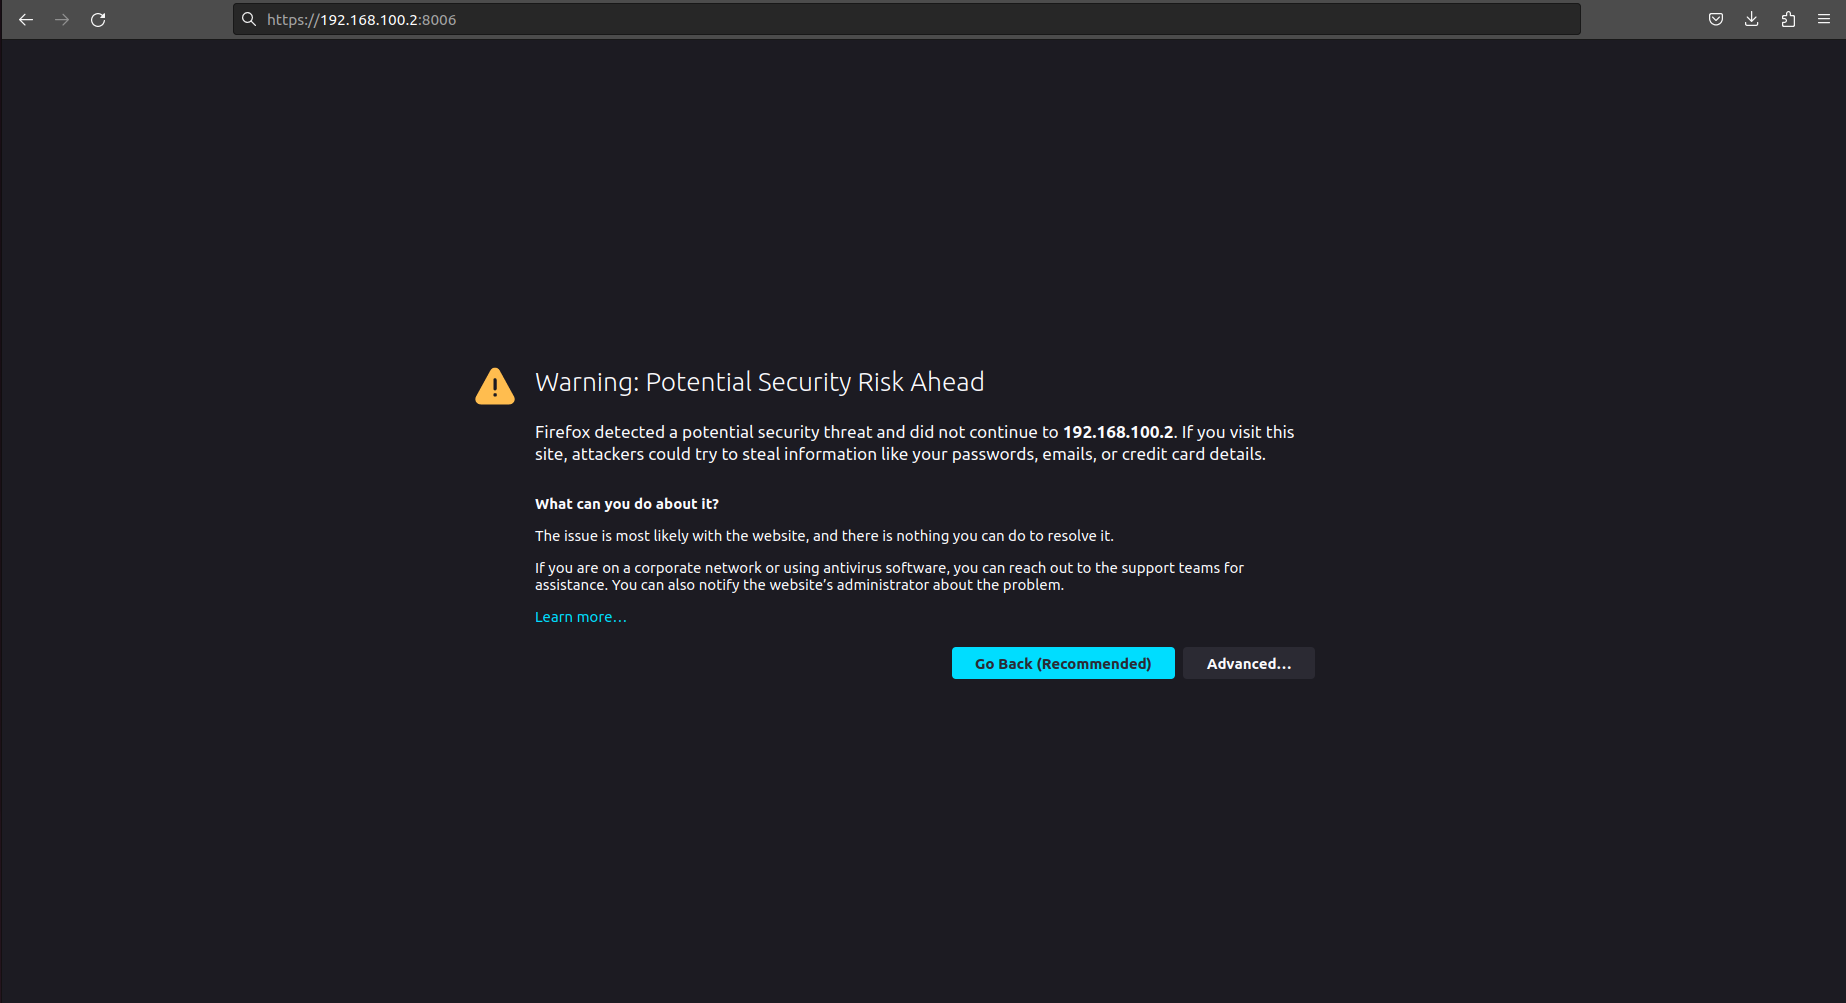 https://192.168.100.2:8006
Warning: Potential Security Risk Ahead
Firefox detected a potential security threat and did not continue to 192.168.100.2. If you visit this
site, attackers could try to steal information like your passwords, emails, or credit card details.
What can you do about it?
The issue is most likely with the website, and there is nothing you can do to resolve it.
If you are on a corporate network or using antivirus software, you can reach out to the support teams for
assistance. You can also notify the website’s administrator about the problem.
Learn more…
Go Back (Recommended)
Advanced…